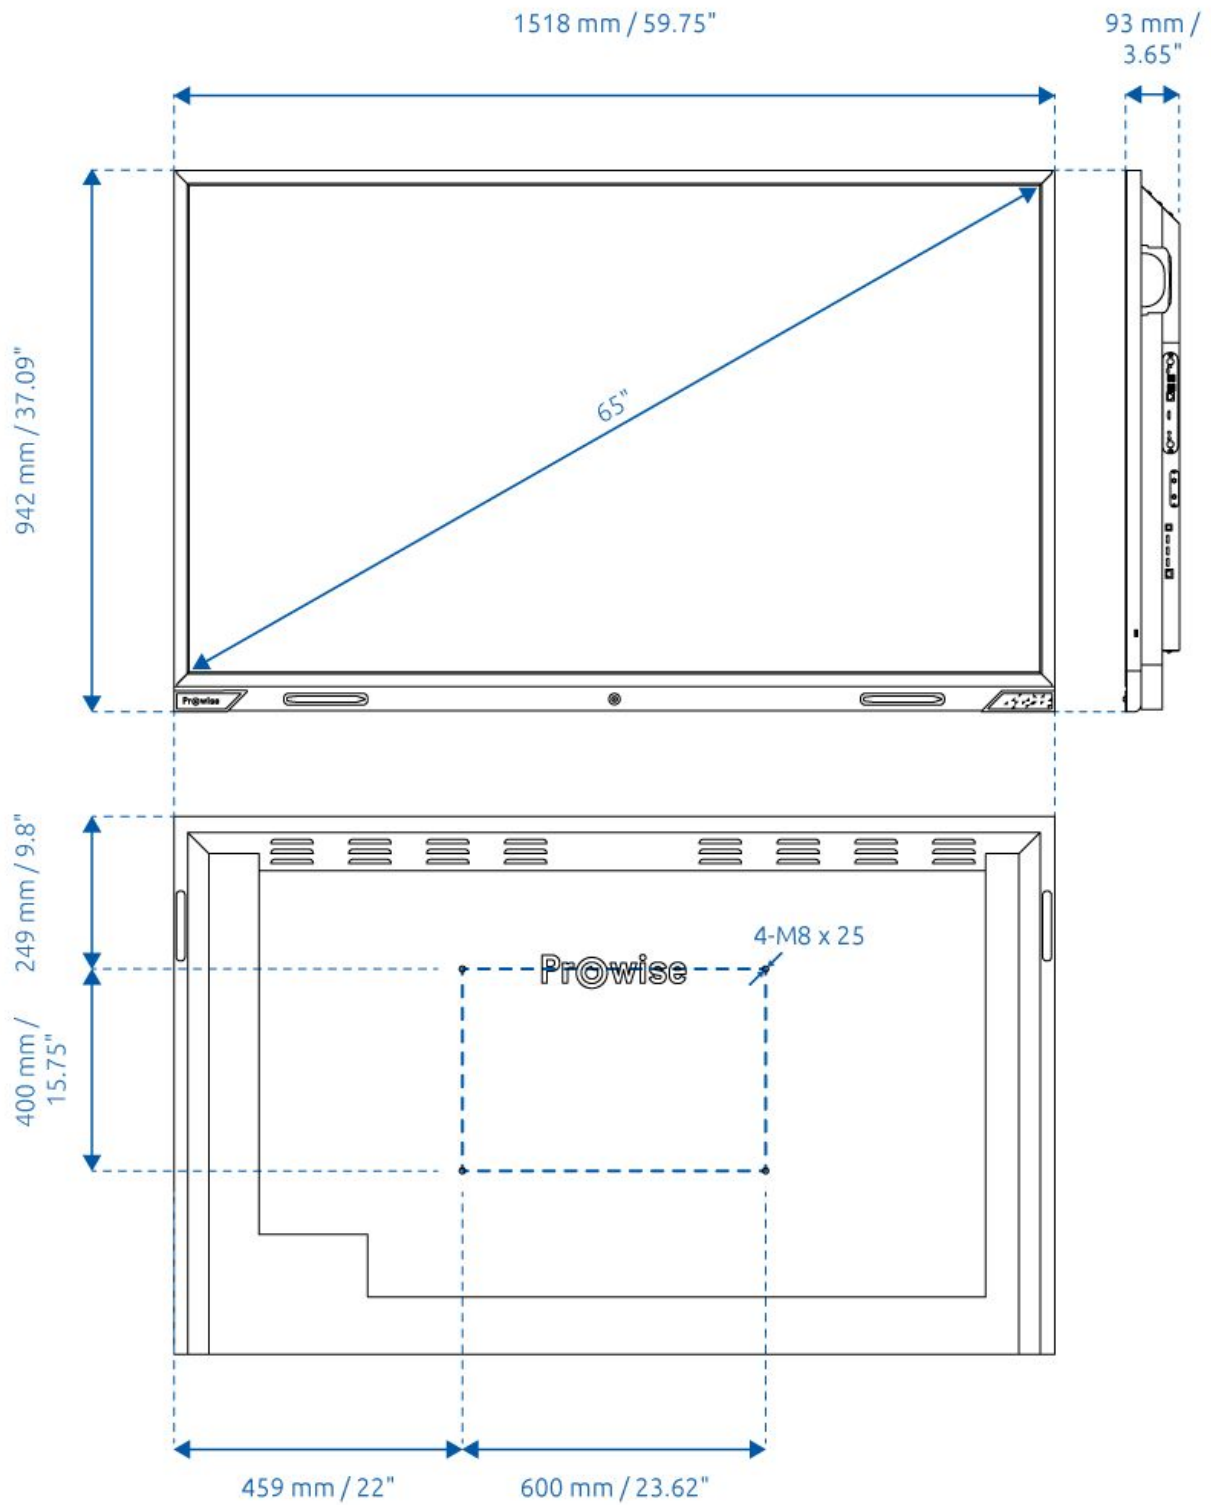 1518 mm / 59.75"
93 mm /
3.65"
942 mm / 37.09"
65"
Prowise
249 mm / 9.8"
4-M8 x 25
Prowise
400 mm /
15.75"
459 mm / 22"
600 mm / 23.62"